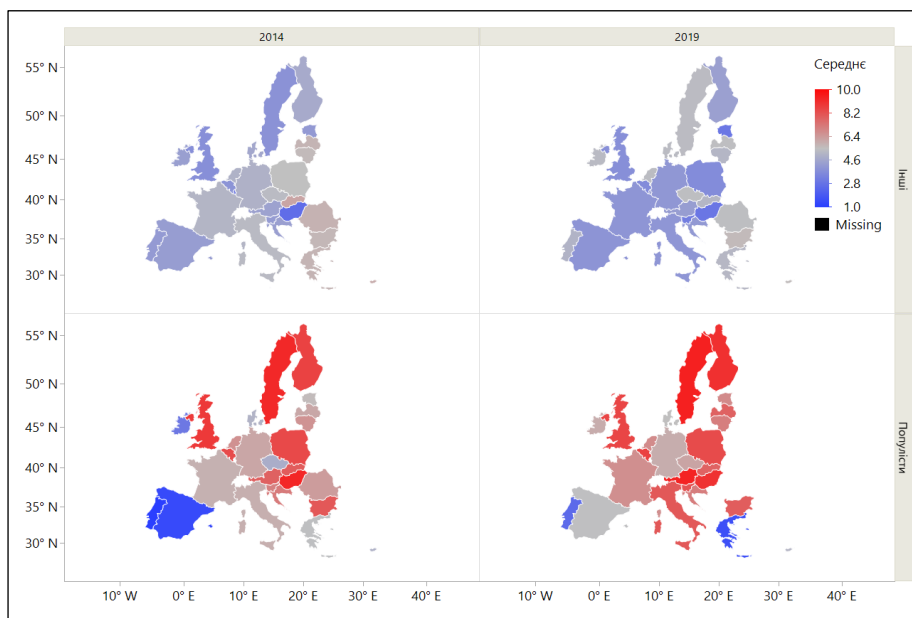 2014
2019
55° N
50° N
45° N
40° N
35° N
30° N
Середнє
10.0
8.2
6.4
4.6
2.8
1.0
Missing
Інші
55° N
50° N
45° N
40° N
35° N
30° N
Популісти
10° W
0° E
10° E
20° E
30° E
40° E
10° W
0° E
10° E
20° E
30° E
40° E